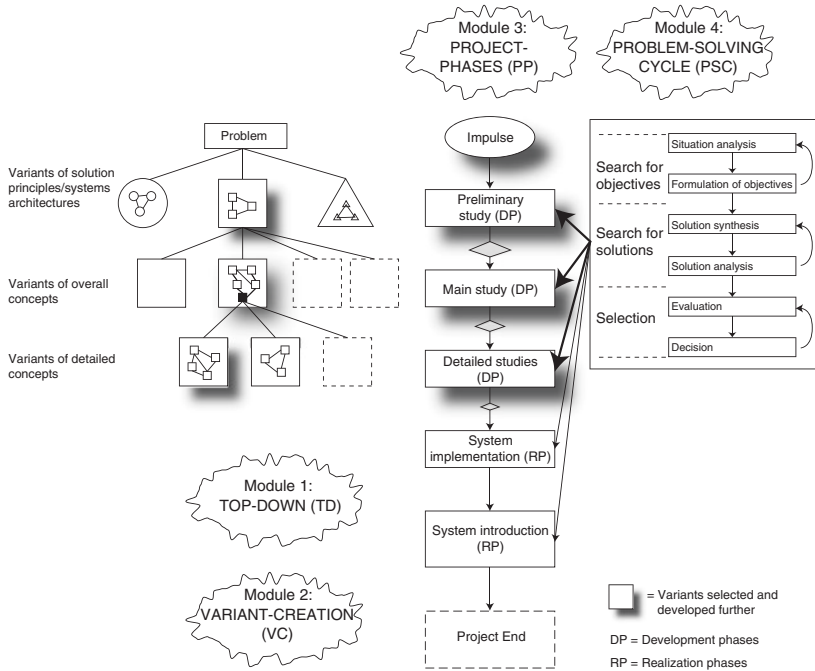 Module 3:
PROJECT-
PHASES (PP)
Module 4:
PROBLEM-SOLVING
CYCLE (PSC)
Problem
Variants of solution
principles/systems
architectures
Variants of overall
concepts
Variants of detailed
concepts
Module 1:
TOP-DOWN (TD)
Module 2:
VARIANT-CREATION
(VC)
Impulse
Preliminary
study (DP)
Main study (DP)
Detailed studies
(DP)
System
implementation (RP)
System introduction
(RP)
Project End
Search for
objectives
Situation analysis
Formulation of objectives
Search for
solutions
Solution synthesis
Solution analysis
Selection
Evaluation
Decision
= Variants selected and
developed further
DP = Development phases
RP = Realization phases